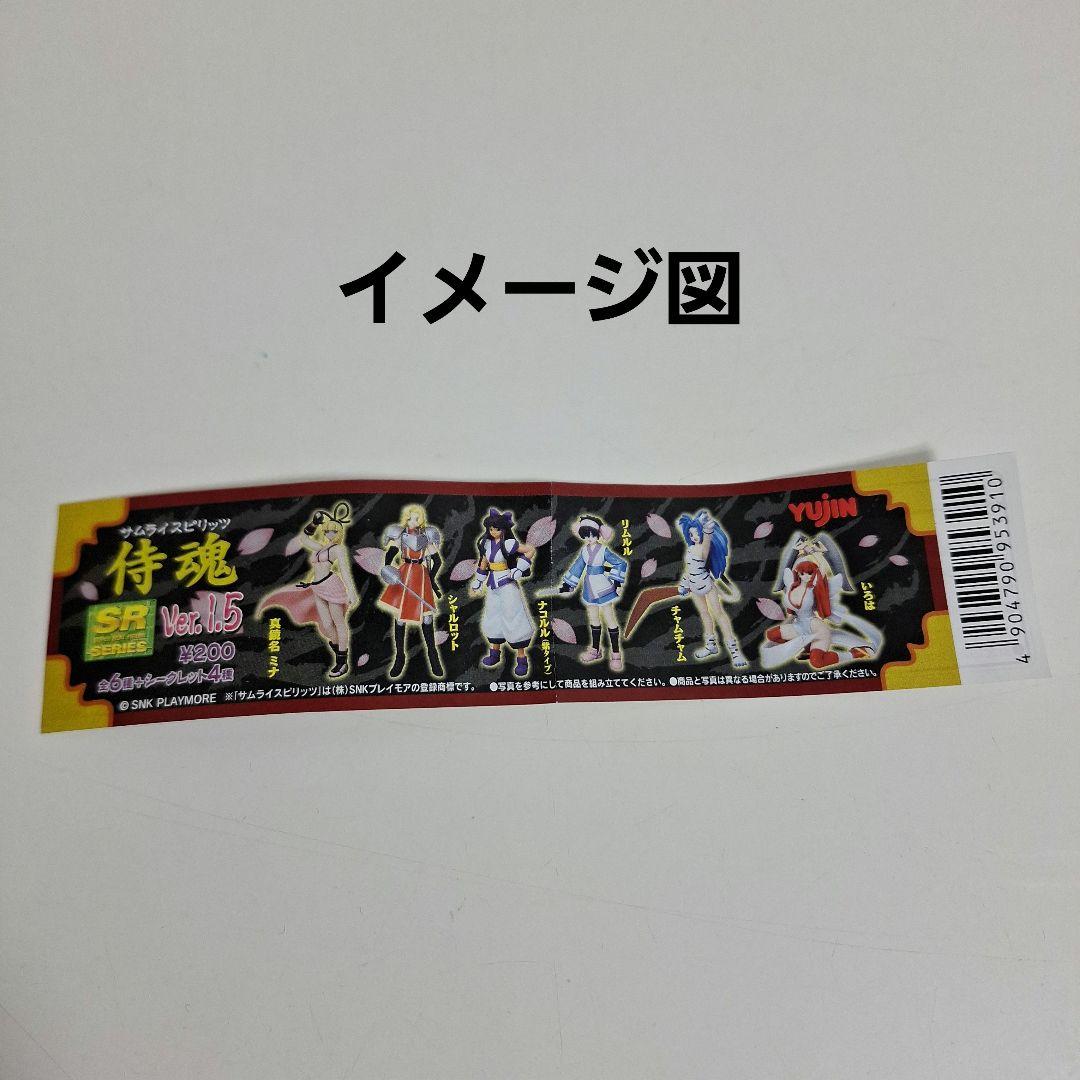 イメージ図
サムライスピリッツ
侍魂
SR
SERIES
Ver.1.5
¥200
全6種+シークレット4種
© SNK PLAYMORE ※「サムライスピリッツ」は(株)SNKプレイモアの登録商標です。 ●写真を参考にして商品を組み立ててください。●商品と写真は異なる場合がありますのでご了承ください。
真鏡名 ミナ
シャルロット
ナコルル(紫タイプ)
リムルル
チャムチャム
いろは
YUJIN
4 904790 953910